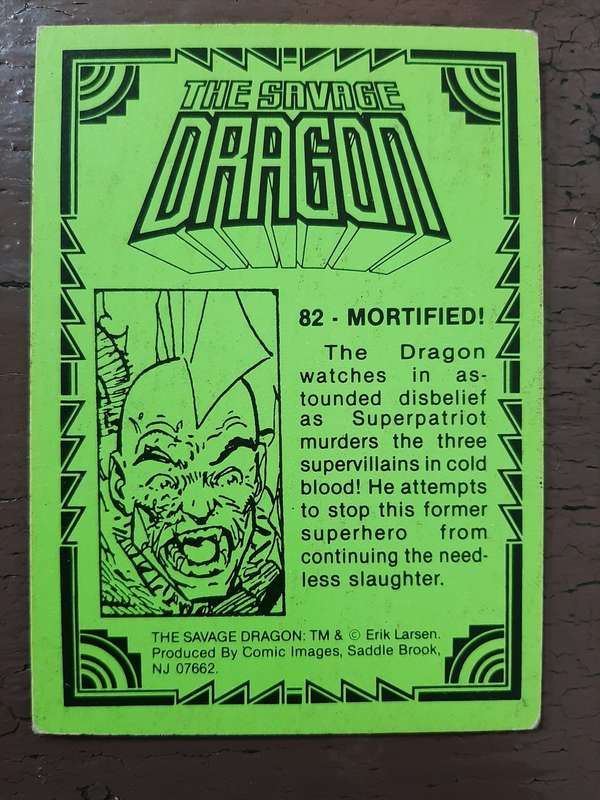 THE SAVAGE
DRAGON
82 - MORTIFIED!
The Dragon
watches in as-
tounded disbelief
as Superpatriot
murders the three
supervillains in cold
blood! He attempts
to stop this former
superhero from
continuing the need-
less slaughter.
THE SAVAGE DRAGON: TM & © Erik Larsen.
Produced By Comic Images, Saddle Brook,
NJ 07662.